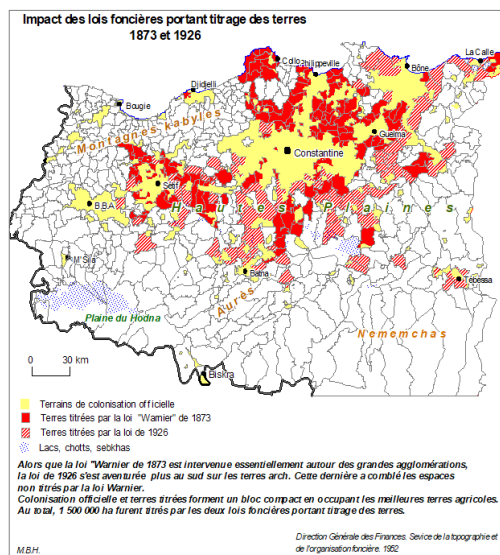 Impact des lois foncières portant titrage des terres
1873 et 1926
La Calle
Collo
Philippeville
Bône
Djidjelli
Bougie
Montagnes kabyles
Guelma
Constantine
Sétif
Hautes Plaines
B.B.A
M'Sila
Batna
Tébessa
Aurès
Plaine du Hodna
Nememchas
0 30 km
Biskra
Terrains de colonisation officielle
Terres titrées par la loi "Warnier" de 1873
Terres titrées par la loi de 1926
Lacs, chotts, sebkhas
Alors que la loi "Warnier de 1873 est intervenue essentiellement autour des grandes agglomérations,
la loi de 1926 s'est aventurée plus au sud sur les terres arch. Cette dernière a comblé les espaces
non titrés par la loi Warnier.
Colonisation officielle et terres titrées forment un bloc compact en occupant les meilleures terres agricoles.
Au total, 1 500 000 ha furent titrés par les deux lois foncières portant titrage des terres.
Direction Générale des Finances. Sevice de la topographie et
de l'organisation foncière. 1952
M.B.H.